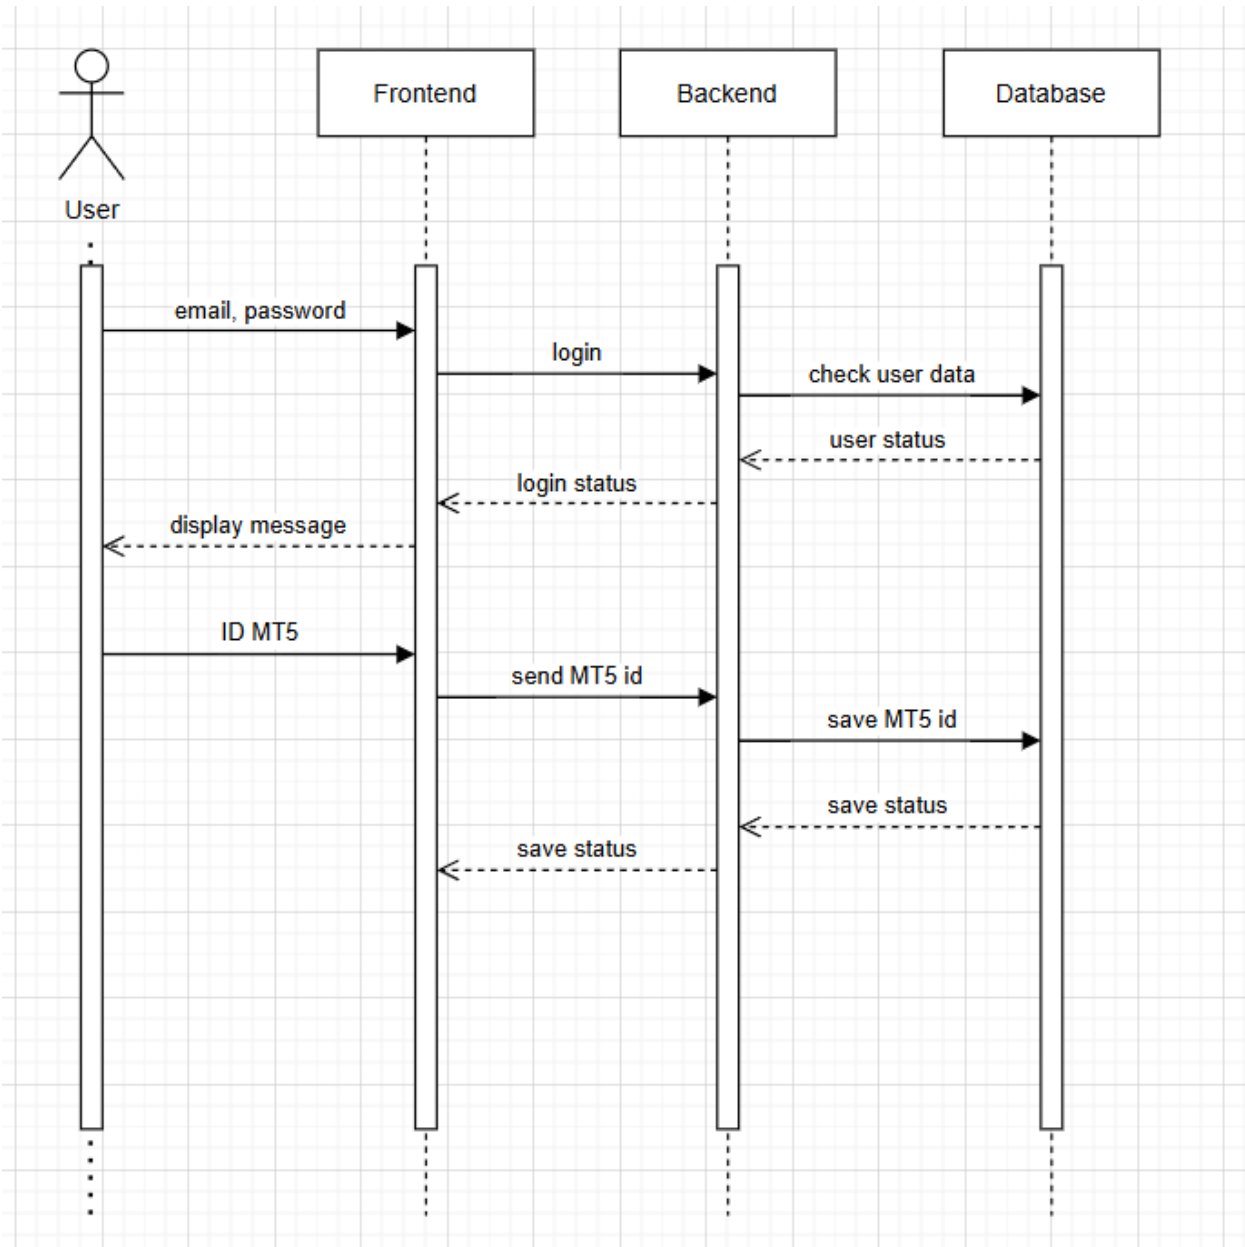 Frontend
Backend
Database
User
email, password
login
check user data
user status
login status
display message
ID MT5
send MT5 id
save MT5 id
save status
save status